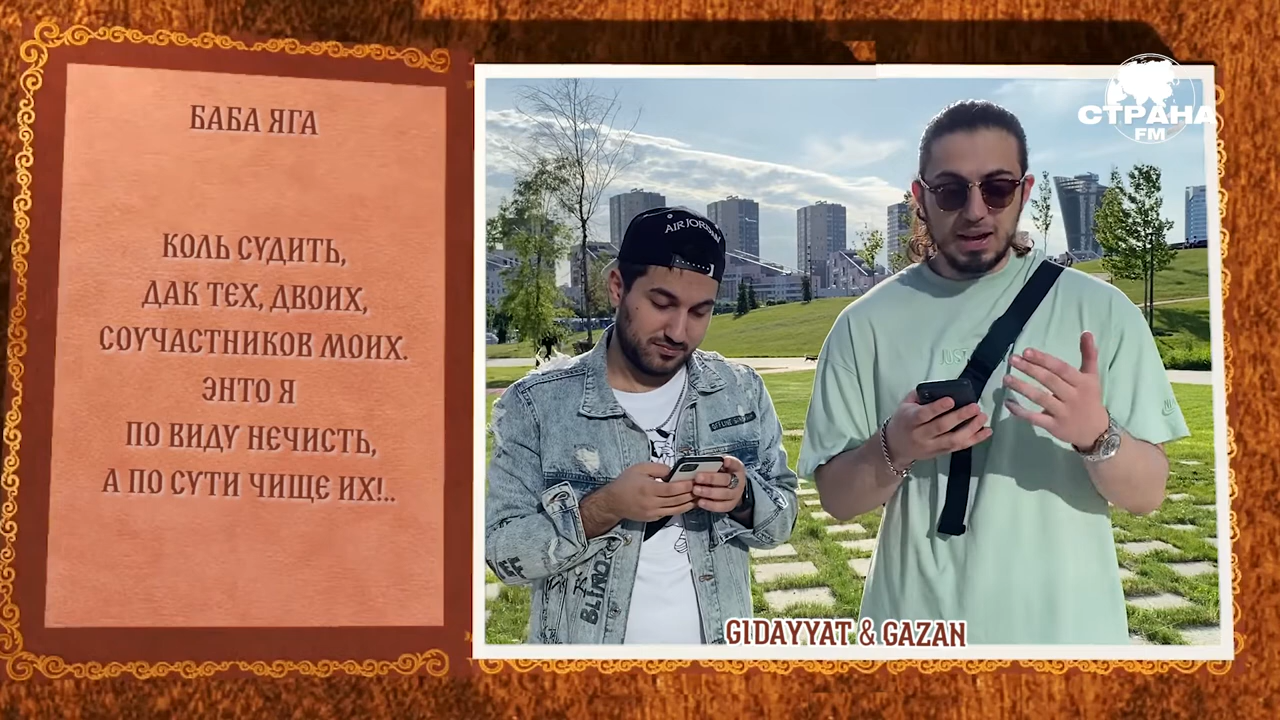 БАБА ЯГА
КОЛЬ СУДИТЬ,
ДАК ТЕХ, ДВОИХ,
СОУЧАСТНИКОВ МОИХ.
ЭНТО Я
ПО ВИДУ НЕЧИСТЬ,
А ПО СУТИ ЧИЩЕ ИХ!..
СТРАНА
FM
AIR JORDAN
JUST
GIDAYYAT & GAZAN